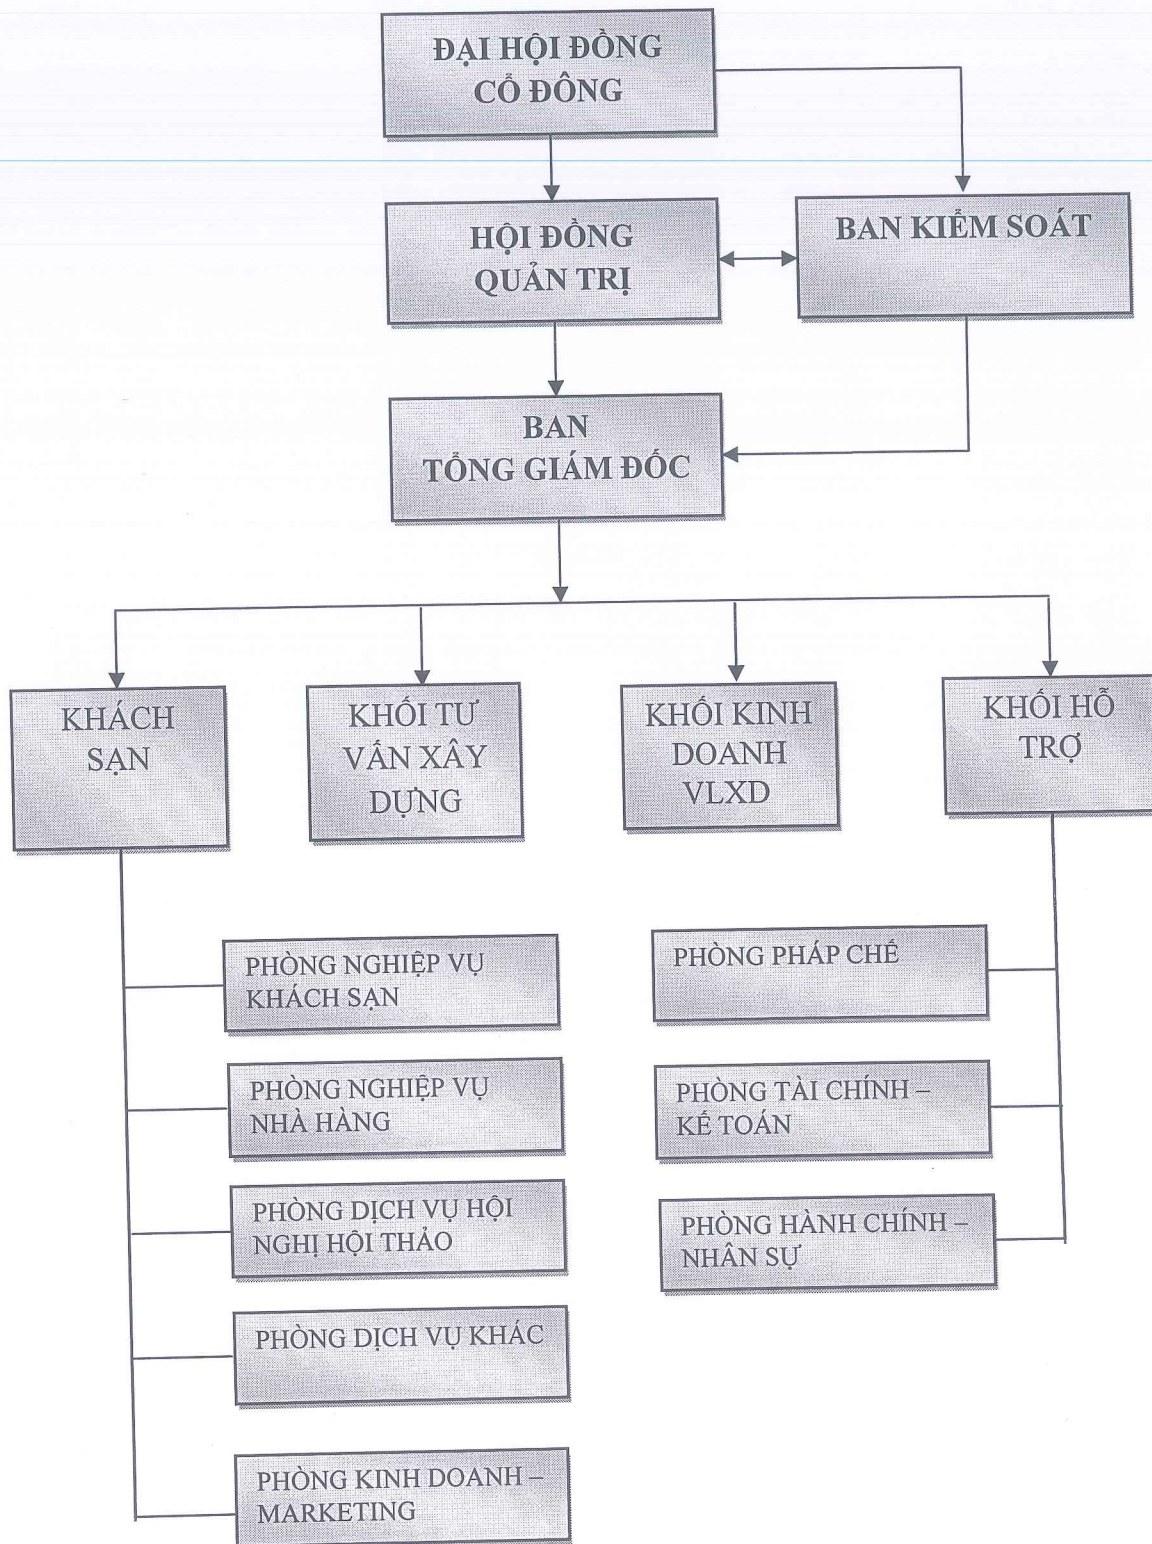 ĐẠI HỘI ĐỒNG
CỔ ĐÔNG
HỘI ĐỒNG
QUẢN TRỊ
BAN KIỂM SOÁT
BAN
TỔNG GIÁM ĐỐC
KHÁCH
SẠN
KHỐI TƯ
VẤN XÂY
DỰNG
KHỐI KINH
DOANH
VLXD
KHỐI HỖ
TRỢ
PHÒNG NGHIỆP VỤ
KHÁCH SẠN
PHÒNG NGHIỆP VỤ
NHÀ HÀNG
PHÒNG DỊCH VỤ HỘI
NGHỊ HỘI THẢO
PHÒNG DỊCH VỤ KHÁC
PHÒNG KINH DOANH –
MARKETING
PHÒNG PHÁP CHẾ
PHÒNG TÀI CHÍNH –
KẾ TOÁN
PHÒNG HÀNH CHÍNH –
NHÂN SỰ